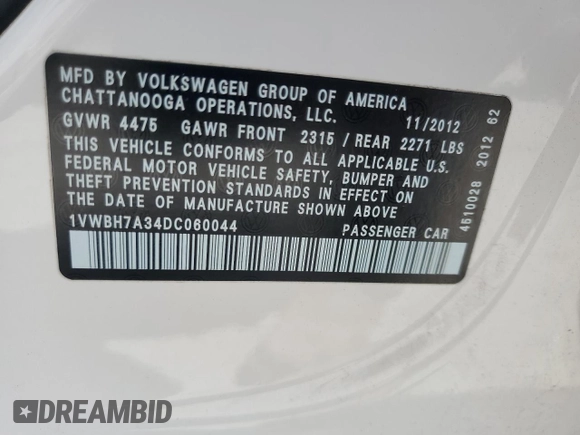 MFD BY VOLKSWAGEN GROUP OF AMERICA
CHATTANOOGA OPERATIONS, LLC. 11/2012
GVWR 4475 GAWR FRONT 2315 / REAR 2271 LBS
THIS VEHICLE CONFORMS TO ALL APPLICABLE U.S.
FEDERAL MOTOR VEHICLE SAFETY, BUMPER AND
THEFT PREVENTION STANDARDS IN EFFECT ON THE
DATE OF MANUFACTURE SHOWN ABOVE
1VWBH7A34DC060044 PASSENGER CAR
4610028 2012 62
DREAMBID